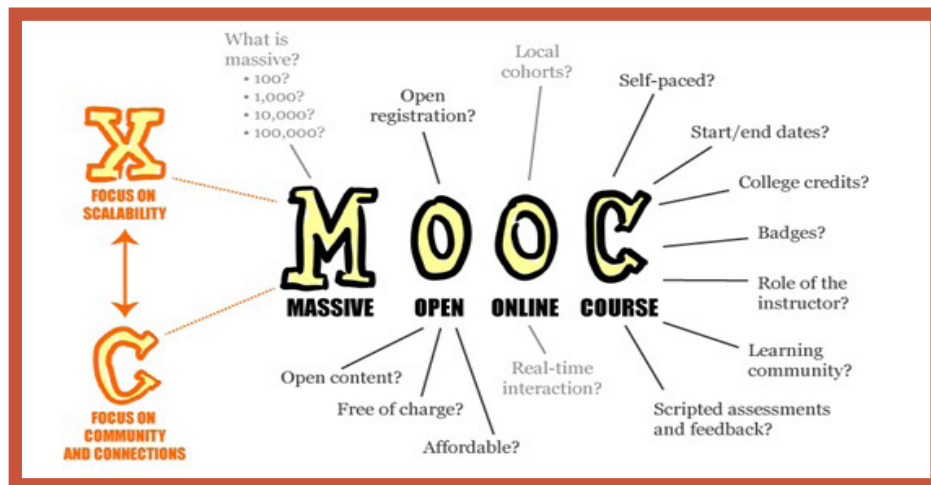 What is
massive?
• 100?
• 1,000?
• 10,000?
• 100,000?
Open
registration?
Local
cohorts?
Self-paced?
Start/end dates?
College credits?
Badges?
Role of the
instructor?
Learning
community?
Scripted assessments
and feedback?
X
FOCUS ON
SCALABILITY
C
FOCUS ON
COMMUNITY
AND CONNECTIONS
MOOC
MASSIVE OPEN ONLINE COURSE
Open content?
Free of charge?
Affordable?
Real-time
interaction?